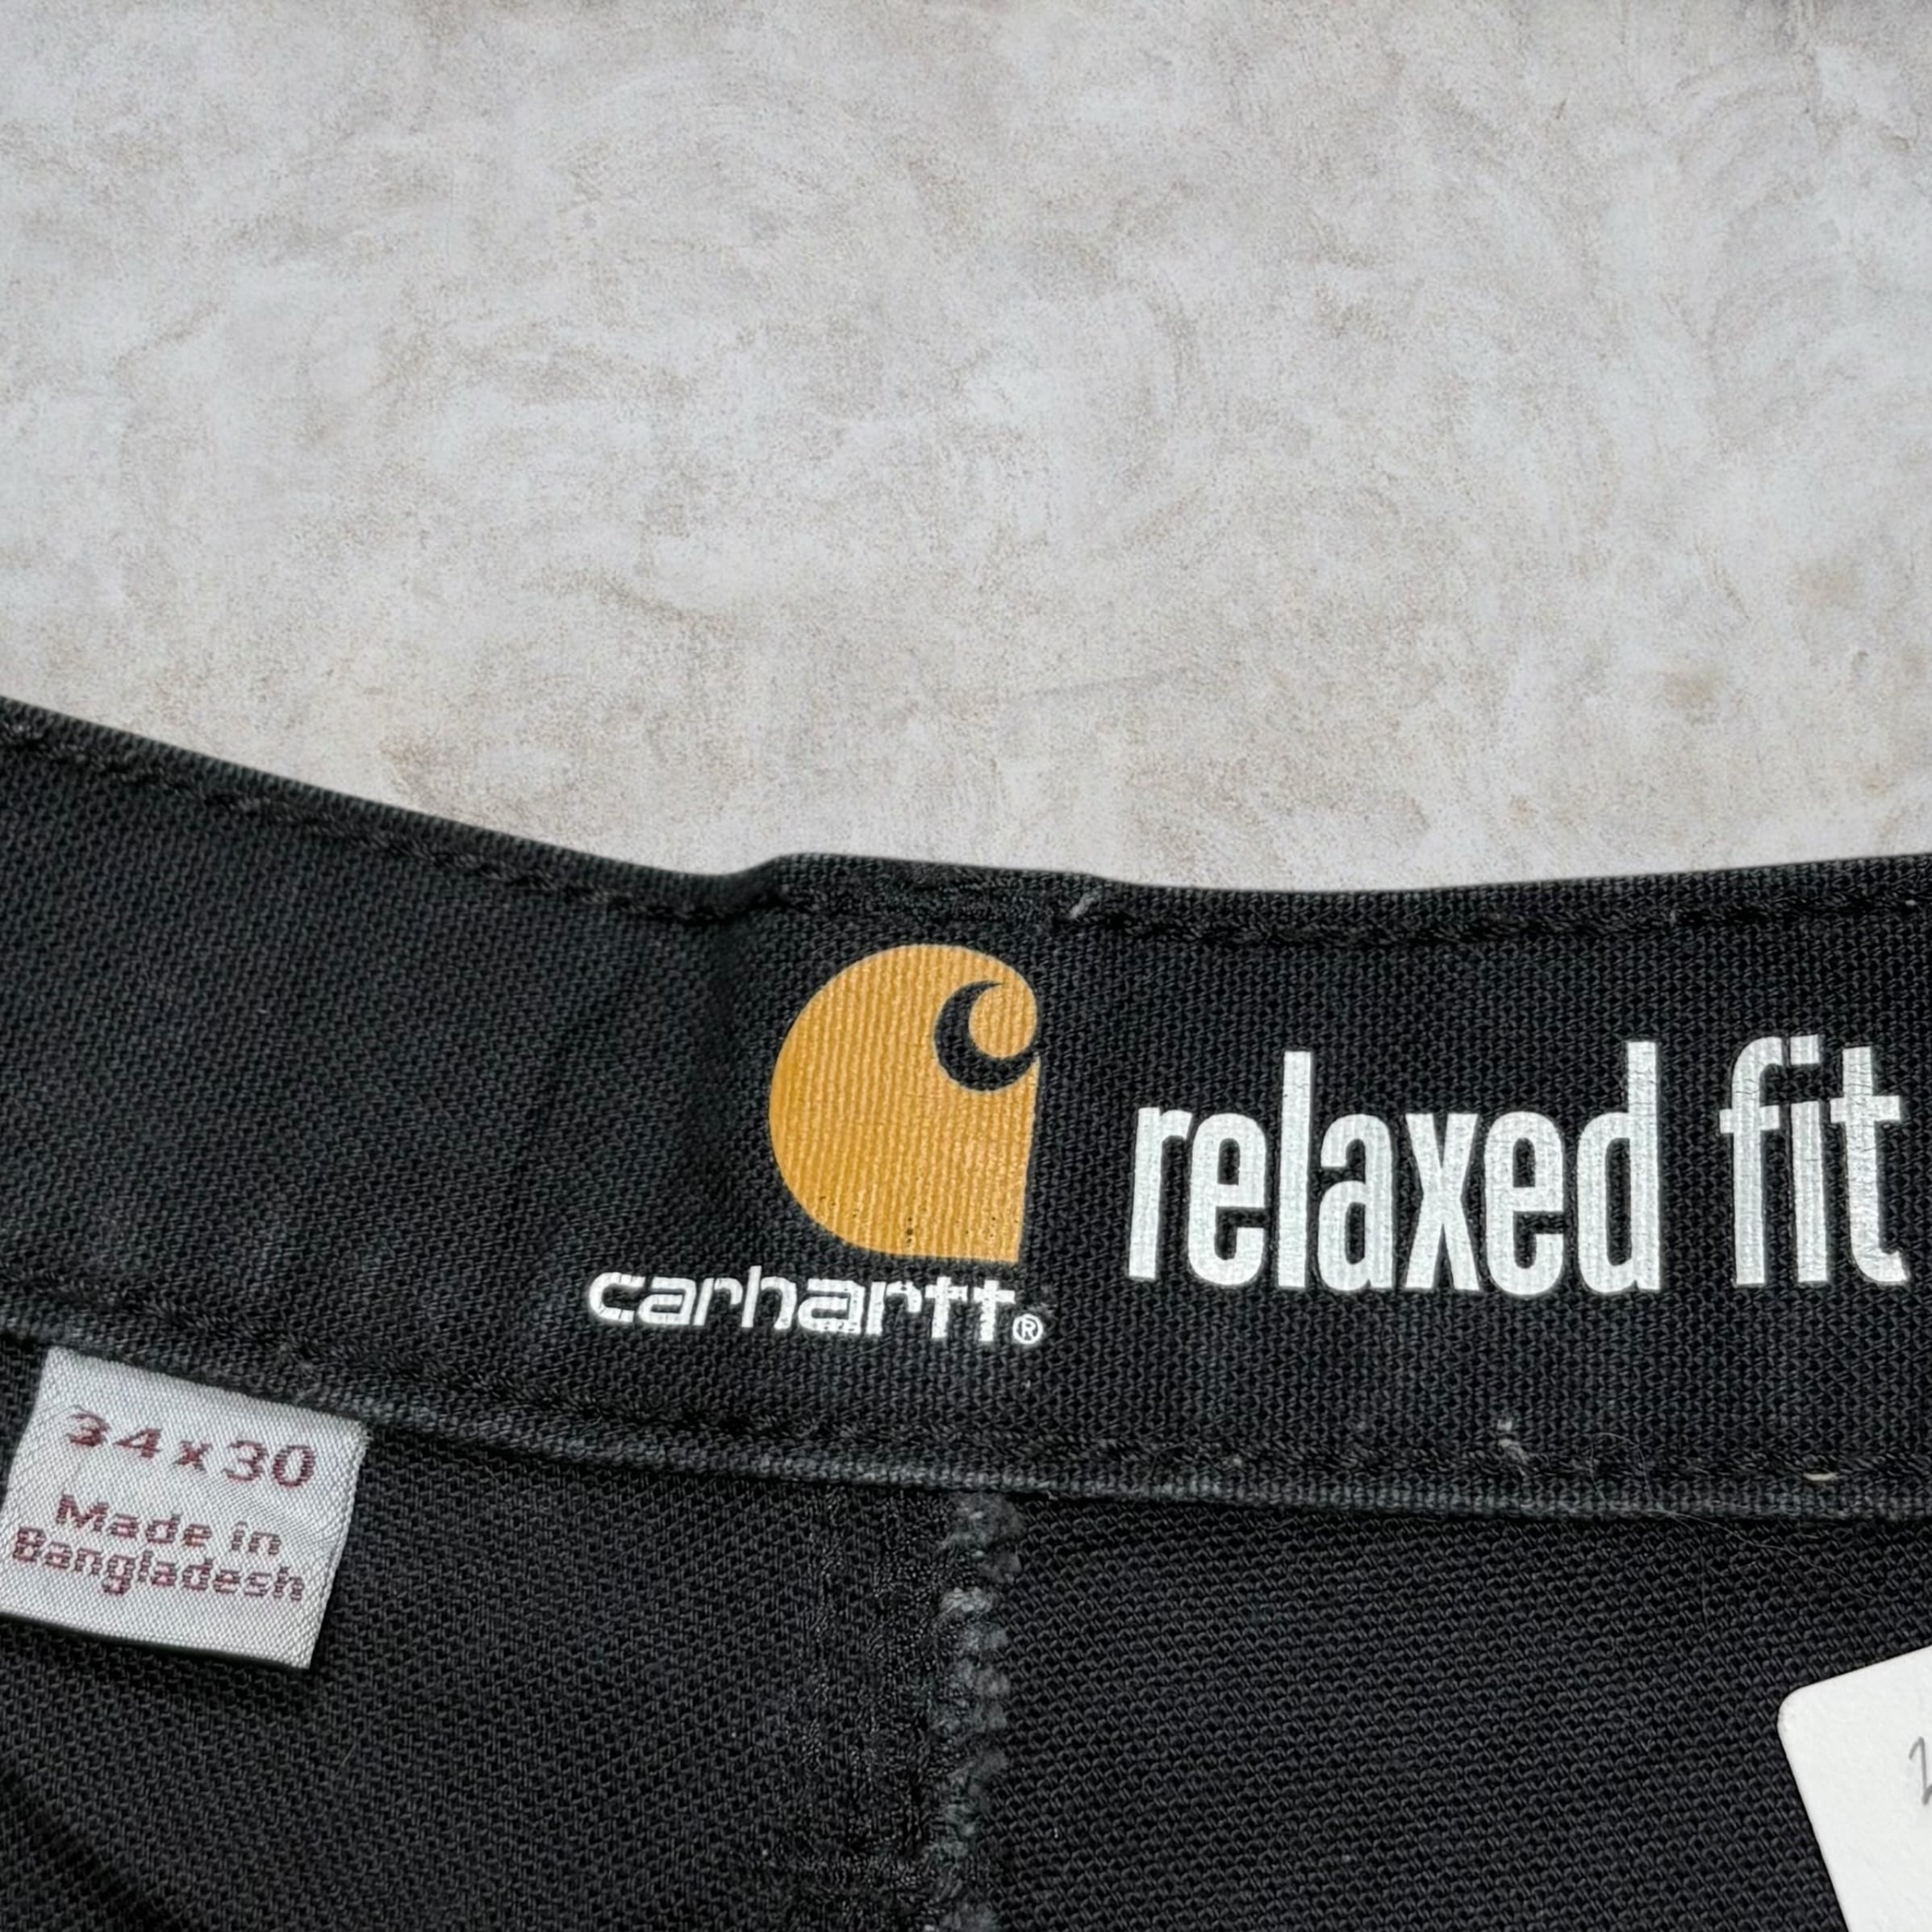 carhartt®
relaxed fit
34x30
Made in
Bangladesh